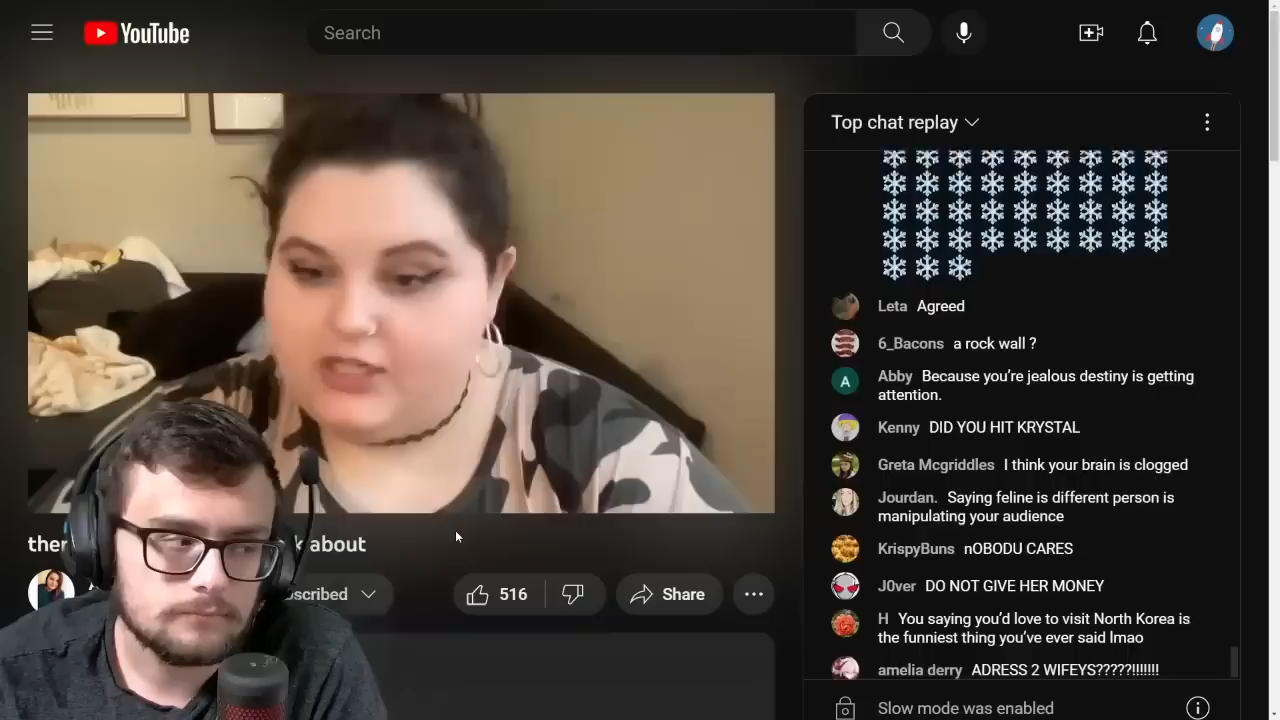 YouTube
Search
Top chat replay
❄❄❄❄❄❄❄❄❄
❄❄❄❄❄❄❄❄❄
❄❄❄❄❄❄❄❄❄
❄❄❄❄❄❄❄❄❄
❄❄❄
Leta Agreed
6_Bacons a rock wall ?
A
Abby Because you're jealous destiny is getting
attention.
Kenny DID YOU HIT KRYSTAL
Greta Mcgriddles I think your brain is clogged
Jourdan. Saying feline is different person is
manipulating your audience
KrispyBuns nOBODU CARES
J0ver DO NOT GIVE HER MONEY
H You saying you'd love to visit North Korea is
the funniest thing you've ever said lmao
amelia derry ADRESS 2 WIFEYS?????!!!!!!!
Slow mode was enabled
about
516
Share